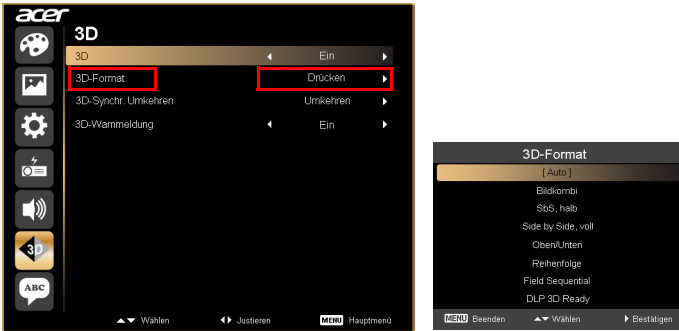 acer
3D
3D Ein
3D-Format Drücken
3D-Synchr. Umkehren Umkehren
3D-Warnmeldung Ein
3D
ABC
Wählen Justieren MENU Hauptmenü
3D-Format
[ Auto ]
Bildkombi
SbS, halb
Side by Side, voll
Oben/Unten
Reihenfolge
Field Sequential
DLP 3D Ready
MENU Beenden Wählen Bestätigen